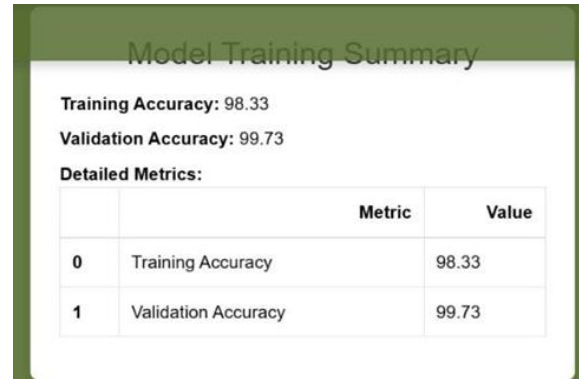 Model Training Summary
Training Accuracy: 98.33
Validation Accuracy: 99.73
Detailed Metrics:
Metric Value
0 Training Accuracy 98.33
1 Validation Accuracy 99.73